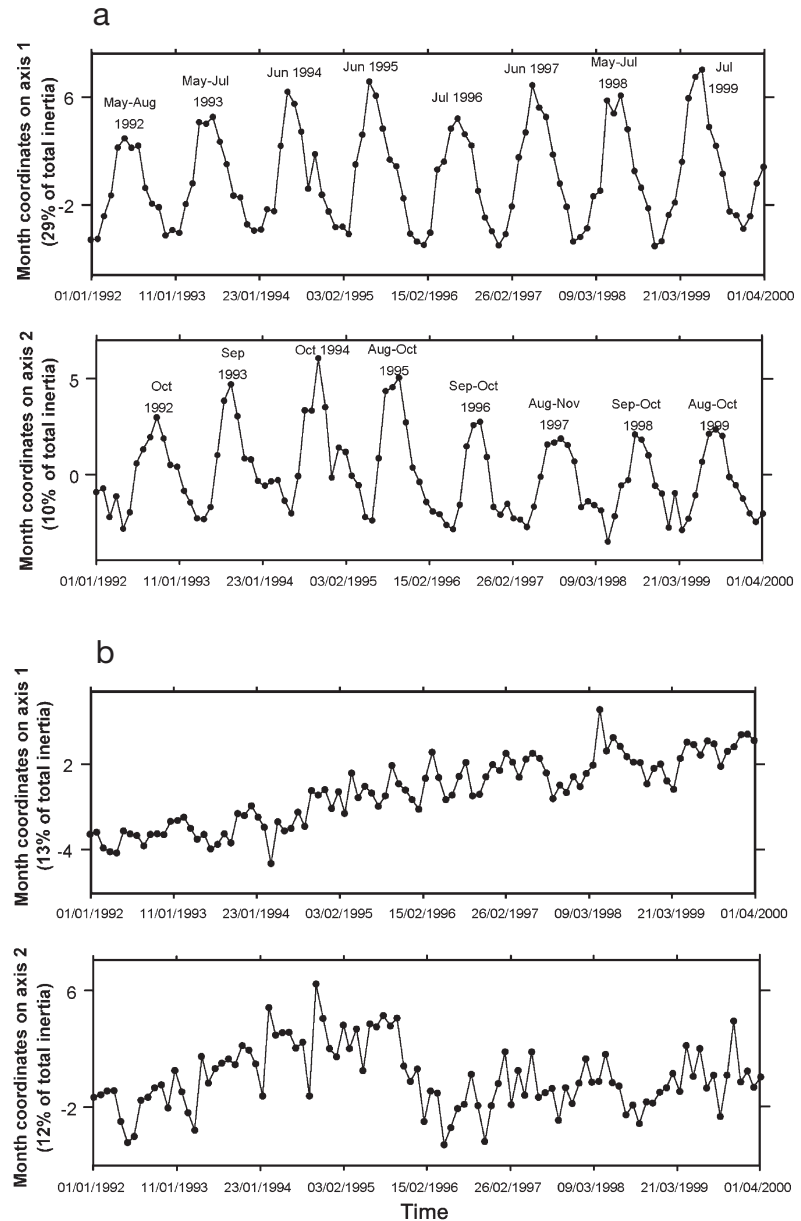 a
Month coordinates on axis 1
(29% of total inertia)
6
-2
May-Aug
1992
May-Jul
1993
Jun 1994
Jun 1995
Jul 1996
Jun 1997
May-Jul
1998
Jul
1999
01/01/1992 11/01/1993 23/01/1994 03/02/1995 15/02/1996 26/02/1997 09/03/1998 21/03/1999 01/04/2000
Month coordinates on axis 2
(10% of total inertia)
5
0
Oct
1992
Sep
1993
Oct 1994
Aug-Oct
1995
Sep-Oct
1996
Aug-Nov
1997
Sep-Oct
1998
Aug-Oct
1999
01/01/1992 11/01/1993 23/01/1994 03/02/1995 15/02/1996 26/02/1997 09/03/1998 21/03/1999 01/04/2000
b
Month coordinates on axis 1
(13% of total inertia)
2
-4
01/01/1992 11/01/1993 23/01/1994 03/02/1995 15/02/1996 26/02/1997 09/03/1998 21/03/1999 01/04/2000
Month coordinates on axis 2
(12% of total inertia)
6
-2
01/01/1992 11/01/1993 23/01/1994 03/02/1995 15/02/1996 26/02/1997 09/03/1998 21/03/1999 01/04/2000
Time